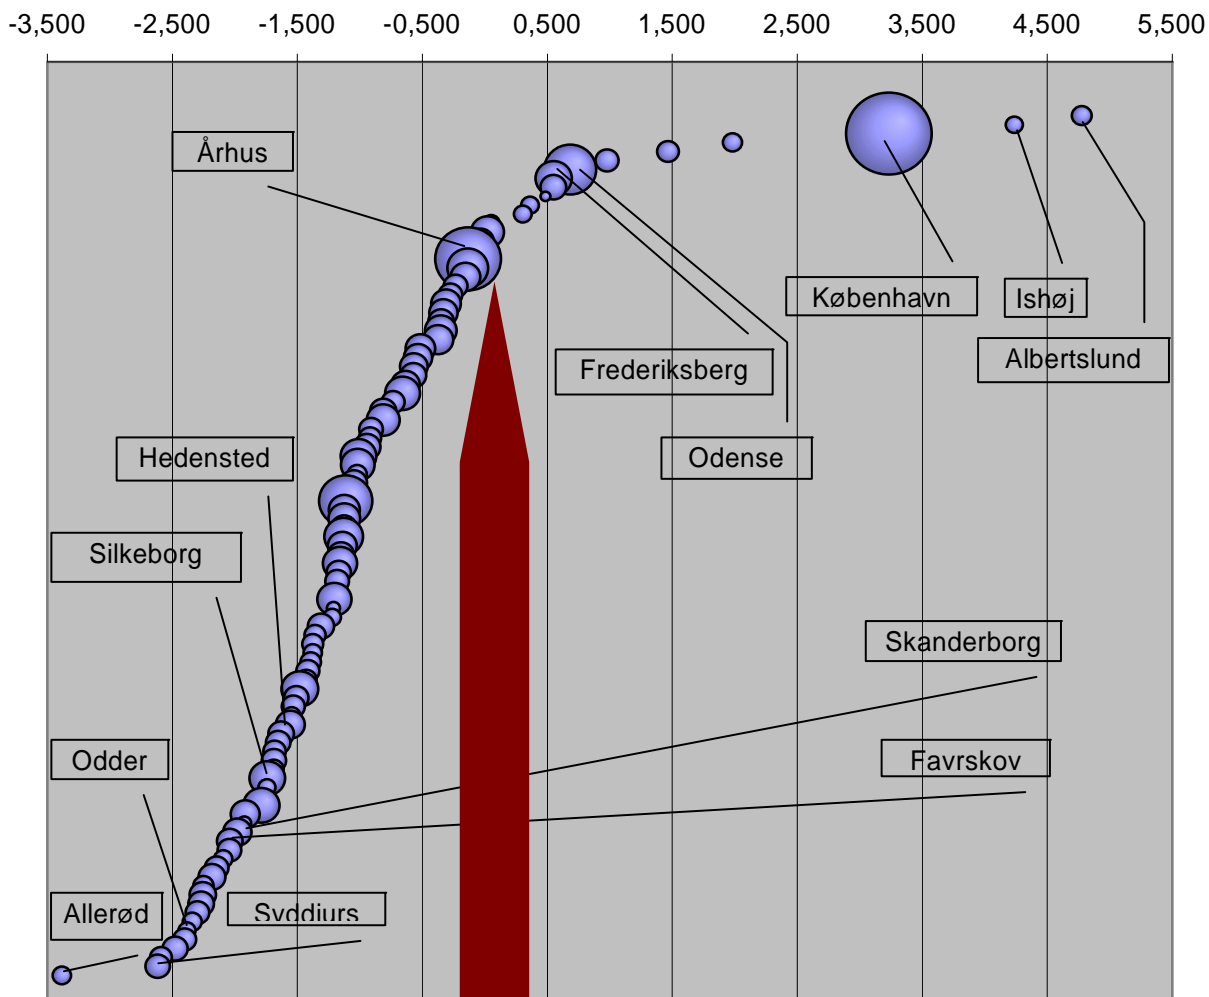 -3,500 -2,500 -1,500 -0,500 0,500 1,500 2,500 3,500 4,500 5,500
Århus
København
Ishøj
Albertslund
Frederiksberg
Hedensted
Odense
Silkeborg
Skanderborg
Odder
Favrskov
Allerød
Syddjurs